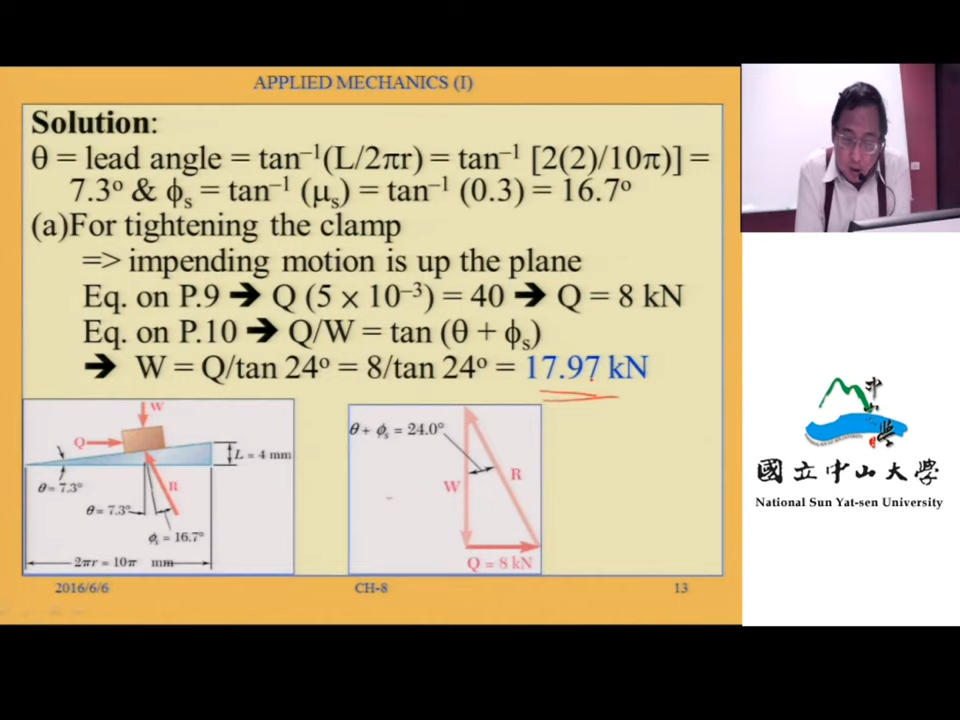 APPLIED MECHANICS (I)
Solution:
θ = lead angle = tan⁻¹(L/2πr) = tan⁻¹ [2(2)/10π)] =
7.3º & ϕₛ = tan⁻¹ (μₛ) = tan⁻¹ (0.3) = 16.7º
(a)For tightening the clamp
=> impending motion is up the plane
Eq. on P.9 ➔ Q (5 × 10⁻³) = 40 ➔ Q = 8 kN
Eq. on P.10 ➔ Q/W = tan (θ + ϕₛ)
➔ W = Q/tan 24º = 8/tan 24º = 17.97 kN
W
Q
L = 4 mm
θ = 7.3°
R
θ = 7.3°
ϕₛ = 16.7°
2πr = 10π mm
θ + ϕₛ = 24.0°
W
R
Q = 8 kN
2016/6/6
CH-8
13
中山大學
國立中山大學
National Sun Yat-sen University